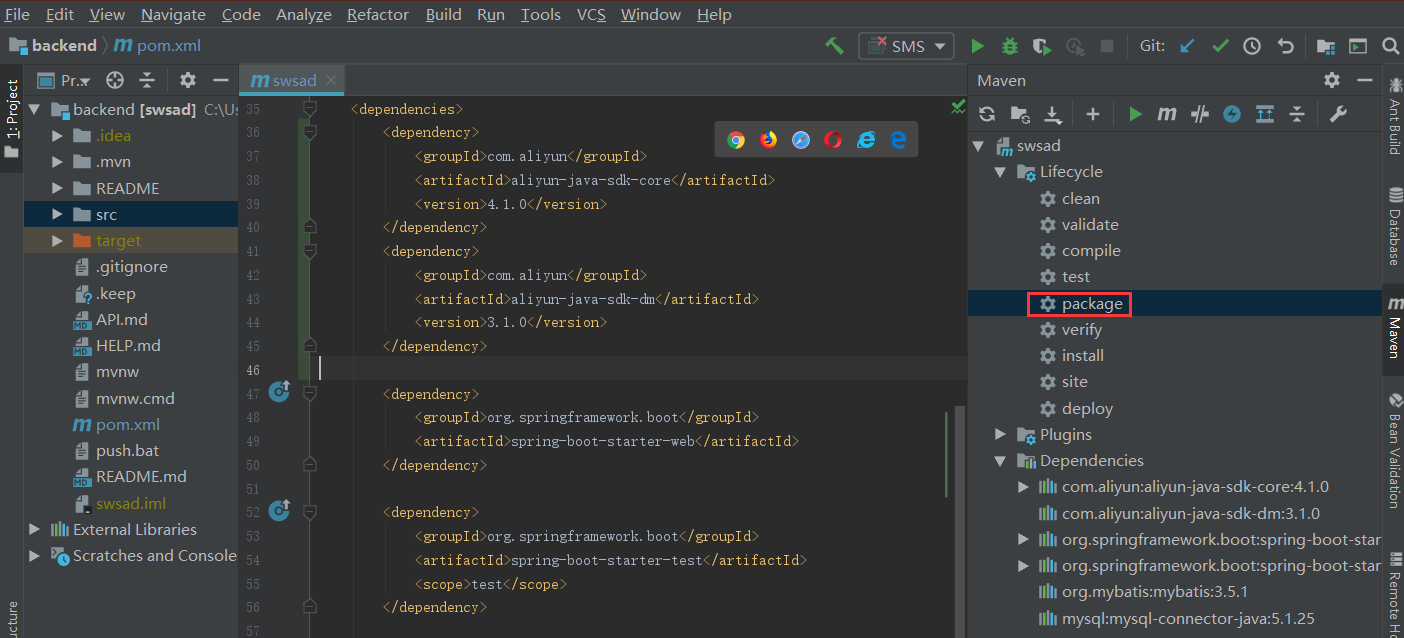 File Edit View Navigate Code Analyze Refactor Build Run Tools VCS Window Help
backend m pom.xml SMS Git:
1: Project
Pr...
m swsad
backend [swsad] C:\Us
.idea
.mvn
README
src
target
.gitignore
.keep
API.md
HELP.md
mvnw
mvnw.cmd
m pom.xml
push.bat
README.md
swsad.iml
External Libraries
Scratches and Console
ucture
35 <dependencies>
36 <dependency>
37 <groupId>com.aliyun</groupId>
38 <artifactId>aliyun-java-sdk-core</artifactId>
39 <version>4.1.0</version>
40 </dependency>
41 <dependency>
42 <groupId>com.aliyun</groupId>
43 <artifactId>aliyun-java-sdk-dm</artifactId>
44 <version>3.1.0</version>
45 </dependency>
46
47 <dependency>
48 <groupId>org.springframework.boot</groupId>
49 <artifactId>spring-boot-starter-web</artifactId>
50 </dependency>
51
52 <dependency>
53 <groupId>org.springframework.boot</groupId>
54 <artifactId>spring-boot-starter-test</artifactId>
55 <scope>test</scope>
56 </dependency>
57
Maven
swsad
Lifecycle
clean
validate
compile
test
package
verify
install
site
deploy
Plugins
Dependencies
com.aliyun:aliyun-java-sdk-core:4.1.0
com.aliyun:aliyun-java-sdk-dm:3.1.0
org.springframework.boot:spring-boot-star
org.springframework.boot:spring-boot-star
org.mybatis:mybatis:3.5.1
mysql:mysql-connector-java:5.1.25
Ant Build
Database
m Maven
Bean Validation
Remote Ho